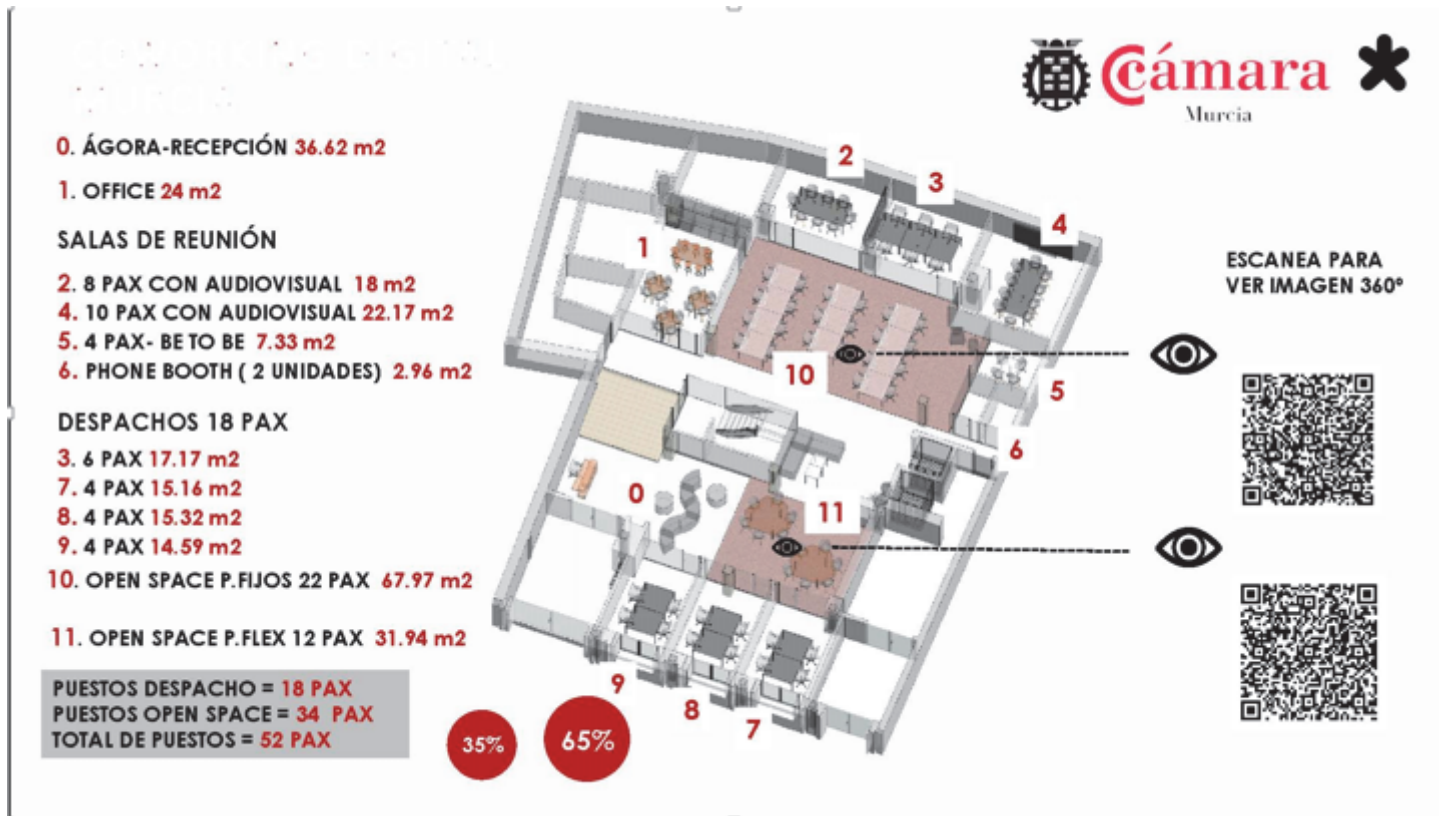 0. ÁGORA-RECEPCIÓN 36.62 m2
1. OFFICE 24 m2
SALAS DE REUNIÓN
2. 8 PAX CON AUDIOVISUAL 18 m2
4. 10 PAX CON AUDIOVISUAL 22.17 m2
5. 4 PAX- BE TO BE 7.33 m2
6. PHONE BOOTH ( 2 UNIDADES) 2.96 m2
DESPACHOS 18 PAX
3. 6 PAX 17.17 m2
7. 4 PAX 15.16 m2
8. 4 PAX 15.32 m2
9. 4 PAX 14.59 m2
10. OPEN SPACE P.FIJOS 22 PAX 67.97 m2
11. OPEN SPACE P.FLEX 12 PAX 31.94 m2
PUESTOS DESPACHO = 18 PAX
PUESTOS OPEN SPACE = 34 PAX
TOTAL DE PUESTOS = 52 PAX
35%
65%
2
3
4
1
10
5
6
0
11
9
8
7
Cámara
Murcia
ESCANEA PARA
VER IMAGEN 360º